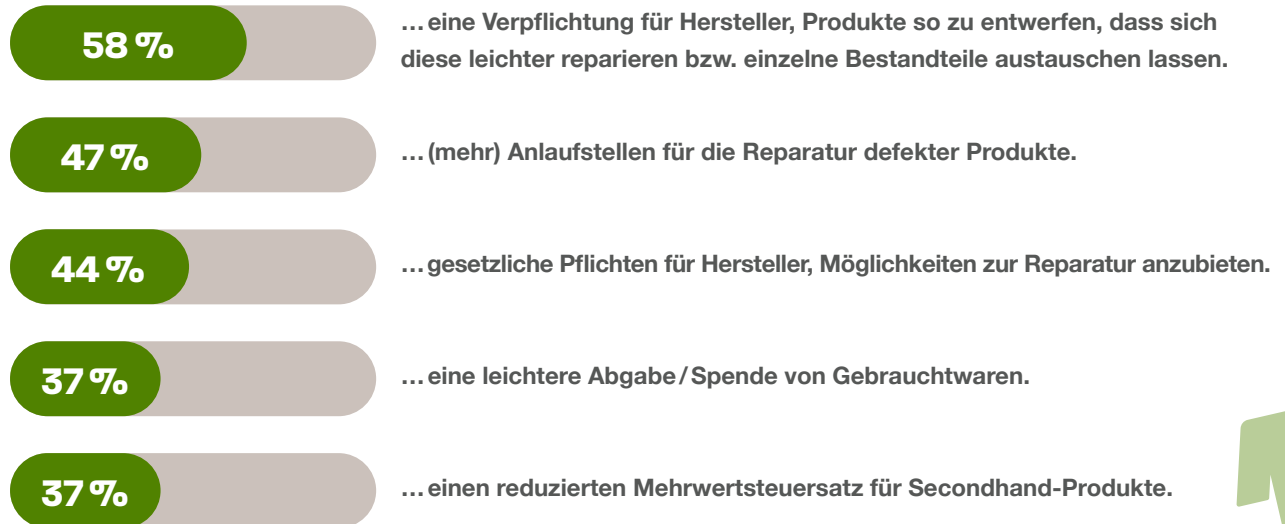 58 %
… eine Verpflichtung für Hersteller, Produkte so zu entwerfen, dass sich
diese leichter reparieren bzw. einzelne Bestandteile austauschen lassen.
47 %
… (mehr) Anlaufstellen für die Reparatur defekter Produkte.
44 %
… gesetzliche Pflichten für Hersteller, Möglichkeiten zur Reparatur anzubieten.
37 %
… eine leichtere Abgabe / Spende von Gebrauchtwaren.
37 %
… einen reduzierten Mehrwertsteuersatz für Secondhand-Produkte.